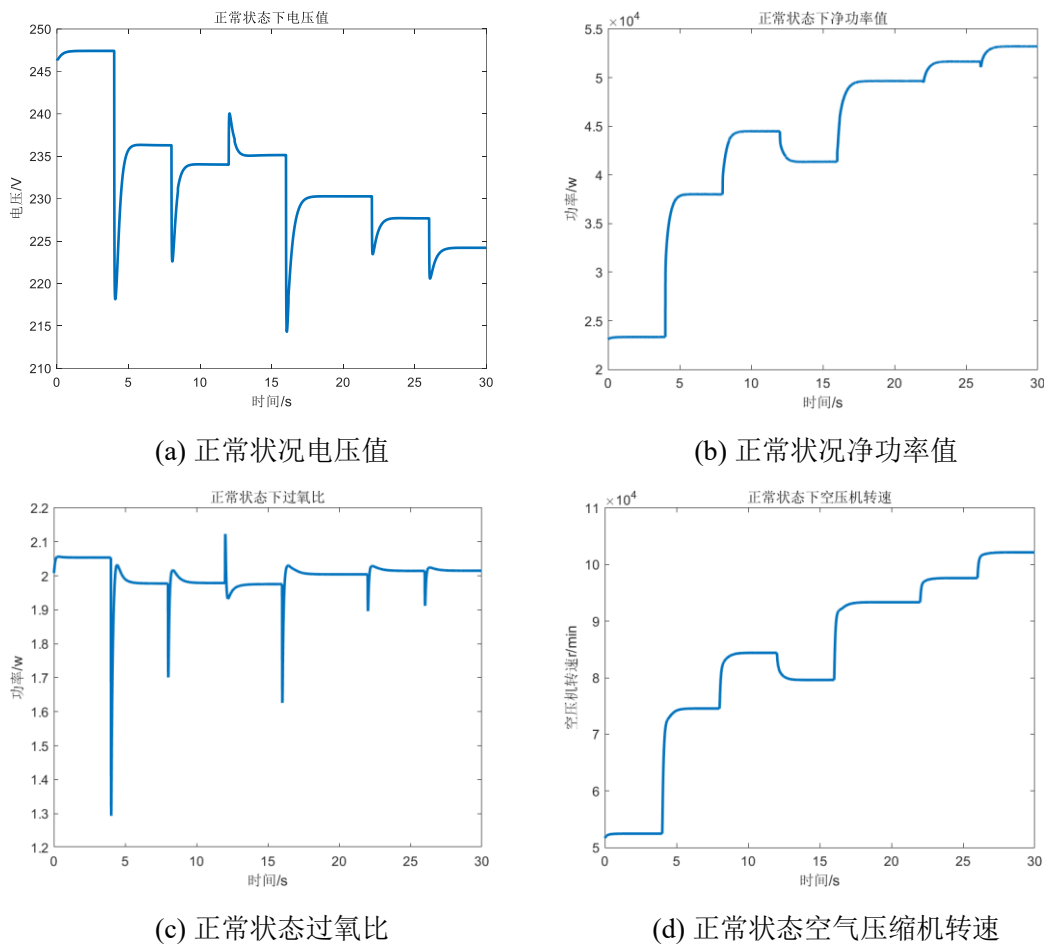 正常状态下电压值
250
245
240
235
230
225
220
215
210
电压/V
0 5 10 15 20 25 30
时间/s
(a) 正常状况电压值
正常状态下净功率值
×10⁴
5.5
5
4.5
4
3.5
3
2.5
2
功率/w
0 5 10 15 20 25 30
时间/s
(b) 正常状况净功率值
正常状态下过氧比
2.2
2.1
2
1.9
1.8
1.7
1.6
1.5
1.4
1.3
1.2
功率/w
0 5 10 15 20 25 30
时间/s
(c) 正常状态过氧比
正常状态下空压机转速
×10⁴
11
10
9
8
7
6
5
空压机转速r/min
0 5 10 15 20 25 30
时间/s
(d) 正常状态空气压缩机转速